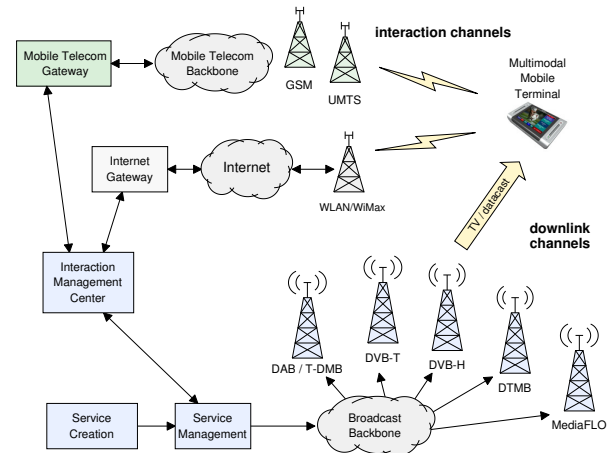 interaction channels
Mobile Telecom
Gateway
Mobile Telecom
Backbone
GSM
UMTS
Multimodal
Mobile
Terminal
Internet
Gateway
Internet
WLAN/WiMax
TV / datacast
downlink
channels
Interaction
Management
Center
DAB / T-DMB
DVB-T
DVB-H
DTMB
MediaFLO
Service
Creation
Service
Management
Broadcast
Backbone